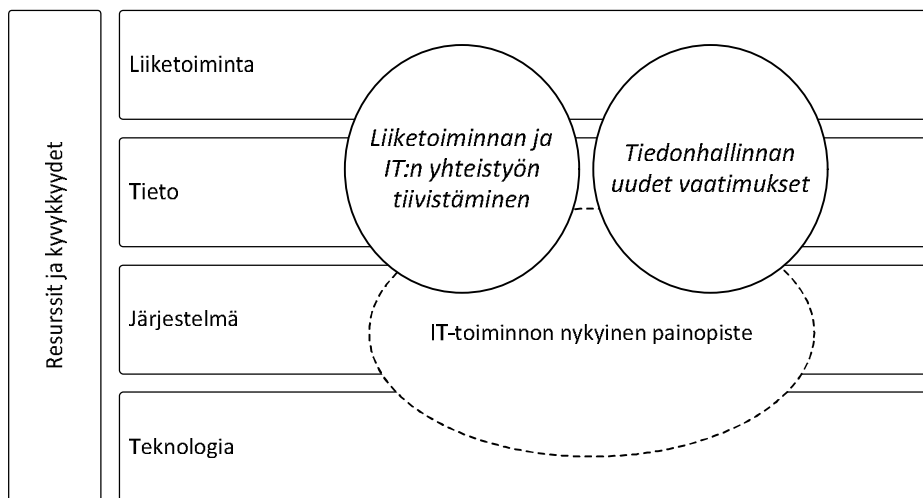 Resurssit ja kyvykkyydet
Liiketoiminta
Liiketoiminnan ja
IT:n yhteistyön
tiivistäminen
Tiedonhallinnan
uudet vaatimukset
Tieto
Järjestelmä
IT-toiminnon nykyinen painopiste
Teknologia